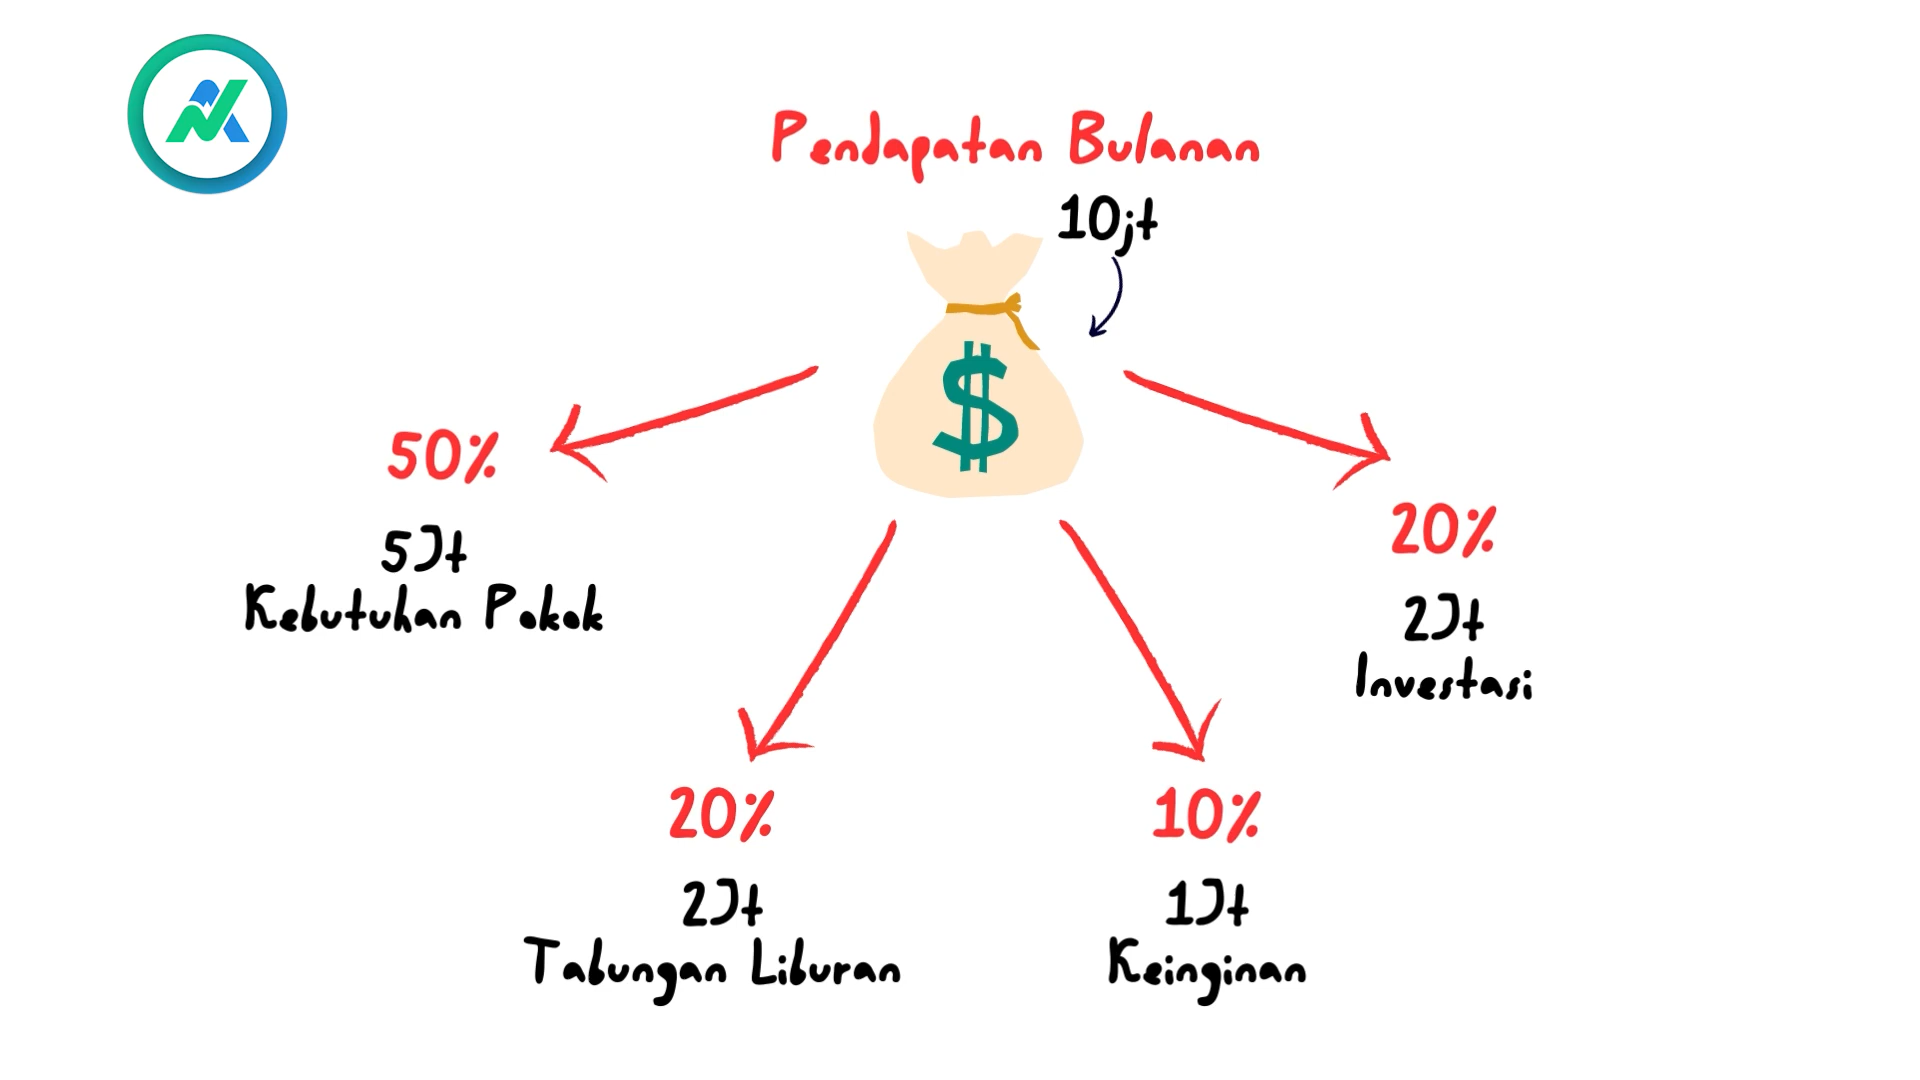 Pendapatan Bulanan
10jt
$
50%
5Jt
Kebutuhan Pokok
20%
2Jt
Investasi
20%
2Jt
Tabungan Liburan
10%
1Jt
Keinginan